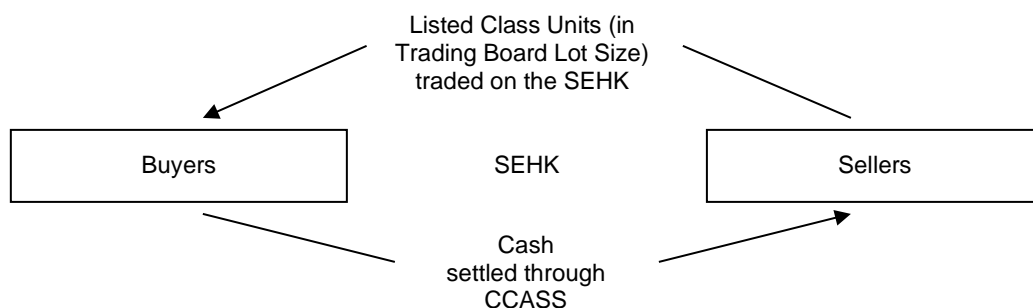 Listed Class Units (in
Trading Board Lot Size)
traded on the SEHK
Buyers
SEHK
Sellers
Cash
settled through
CCASS